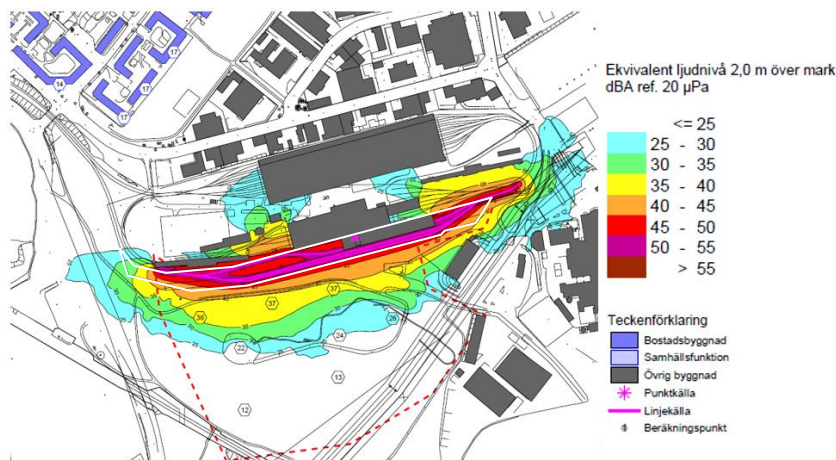 17
14
17
17
Ekvivalent ljudnivå 2,0 m över mark
dBA ref. 20 µPa
<= 25
25 - 30
30 - 35
35 - 40
40 - 45
45 - 50
50 - 55
> 55
37
37
36
24
22
13
12
Teckenförklaring
Bostadsbyggnad
Samhällsfunktion
Övrig byggnad
Punktkälla
Linjekälla
Beräkningspunkt